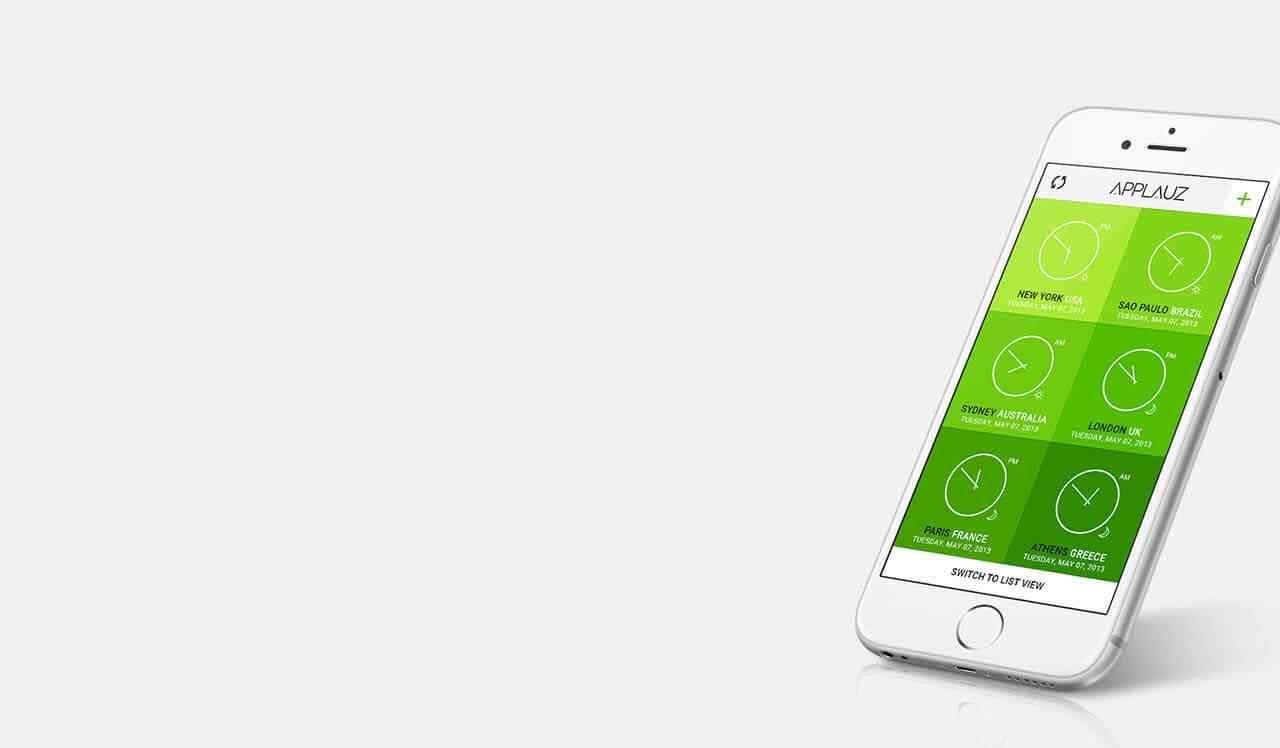 APPLAUZ
PM
NEW YORK USA
TUESDAY, MAY 07, 2013
AM
SAO PAULO BRAZIL
TUESDAY, MAY 07, 2013
AM
SYDNEY AUSTRALIA
TUESDAY, MAY 07, 2013
PM
LONDON UK
TUESDAY, MAY 07, 2013
PM
PARIS FRANCE
TUESDAY, MAY 07, 2013
AM
ATHENS GREECE
TUESDAY, MAY 07, 2013
SWITCH TO LIST VIEW